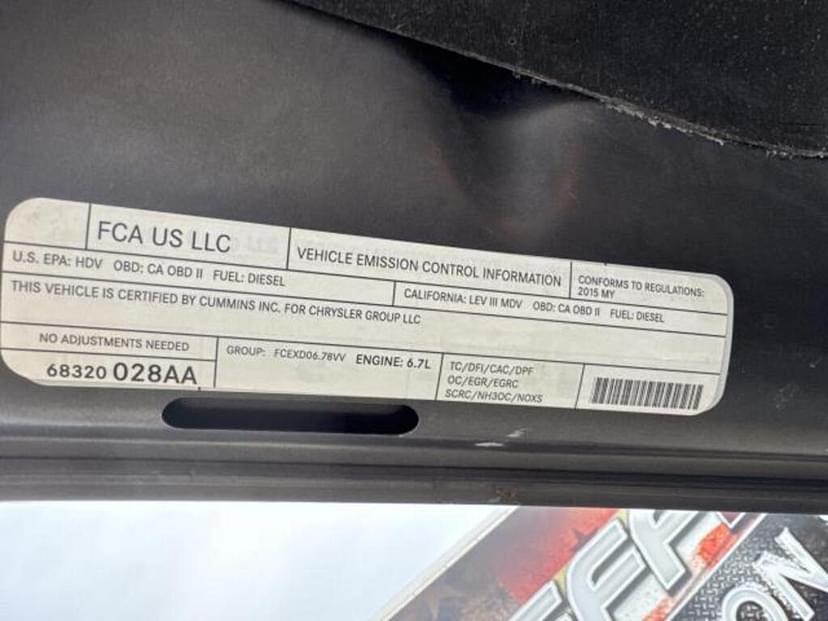 FCA US LLC
VEHICLE EMISSION CONTROL INFORMATION
CONFORMS TO REGULATIONS:
2015 MY
U.S. EPA: HDV OBD: CA OBD II FUEL: DIESEL
CALIFORNIA: LEV III MDV OBD: CA OBD II FUEL: DIESEL
THIS VEHICLE IS CERTIFIED BY CUMMINS INC. FOR CHRYSLER GROUP LLC
NO ADJUSTMENTS NEEDED
68320 028AA
GROUP: FCEXD06.78VV ENGINE: 6.7L
TC/DFI/CAC/DPF
OC/EGR/EGRC
SCRC/NH3OC/NOXS
ON